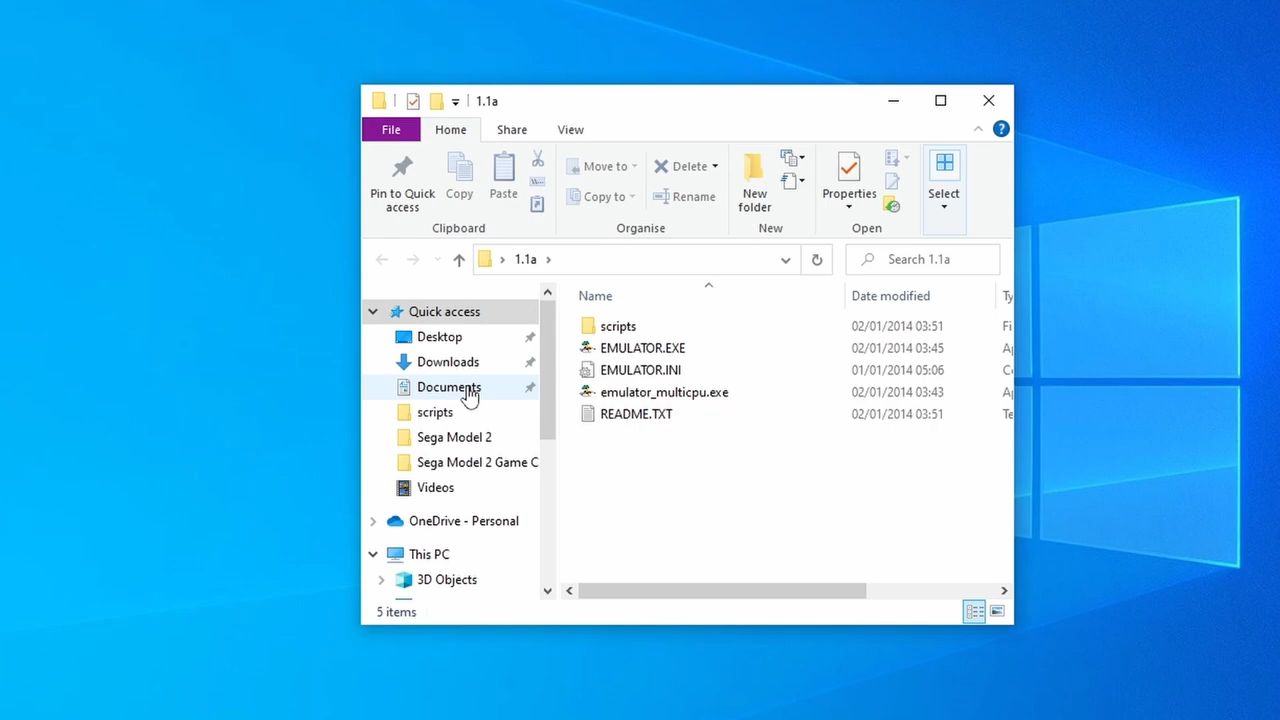 1.1a
File Home Share View
Pin to Quick access
Copy
Paste
Move to
Copy to
Delete
Rename
New folder
Properties
Select
Clipboard Organise New Open
1.1a
Search 1.1a
Quick access
Desktop
Downloads
Documents
scripts
Sega Model 2
Sega Model 2 Game C
Videos
OneDrive - Personal
This PC
3D Objects
Name Date modified Ty
scripts 02/01/2014 03:51 Fi
EMULATOR.EXE 02/01/2014 03:45 Ap
EMULATOR.INI 01/01/2014 05:06 Co
emulator_multicpu.exe 02/01/2014 03:43 Ap
README.TXT 02/01/2014 03:51 Te
5 items